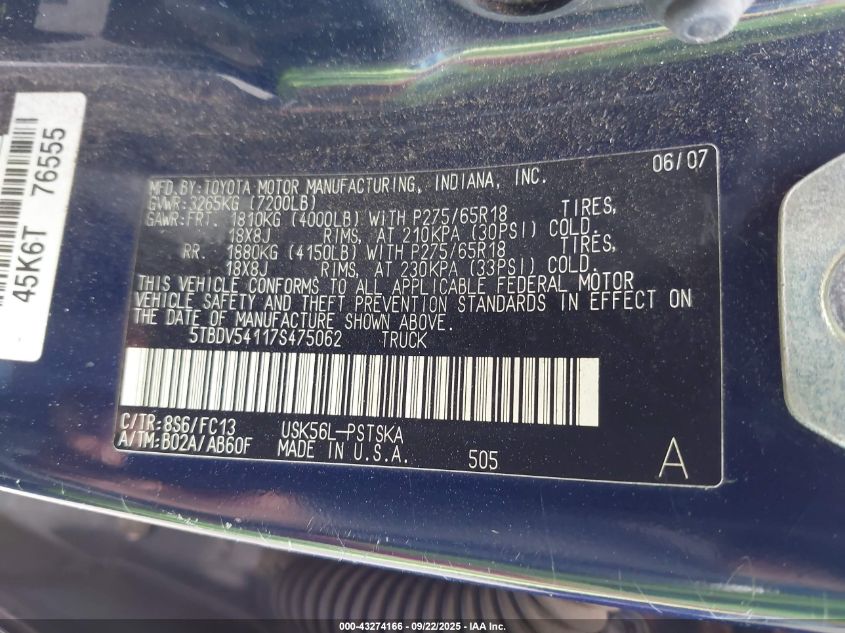 45K6T 76555
06/07
MFD.BY:TOYOTA MOTOR MANUFACTURING, INDIANA, INC.
GVWR:3265KG (7200LB)
GAWR:FRT. 1810KG (4000LB) WITH P275/65R18 TIRES,
18X8J RIMS, AT 210KPA (30PSI) COLD.
RR. 1880KG (4150LB) WITH P275/65R18 TIRES,
18X8J RIMS, AT 230KPA (33PSI) COLD.
THIS VEHICLE CONFORMS TO ALL APPLICABLE FEDERAL MOTOR
VEHICLE SAFETY AND THEFT PREVENTION STANDARDS IN EFFECT ON
THE DATE OF MANUFACTURE SHOWN ABOVE.
5TBDV54117S475062 TRUCK
C/TR:8S6/FC13 USK56L-PSTSKA
A/TM:B02A/AB60F MADE IN U.S.A. 505 A
000-43274166 - 09/22/2025 - IAA Inc.